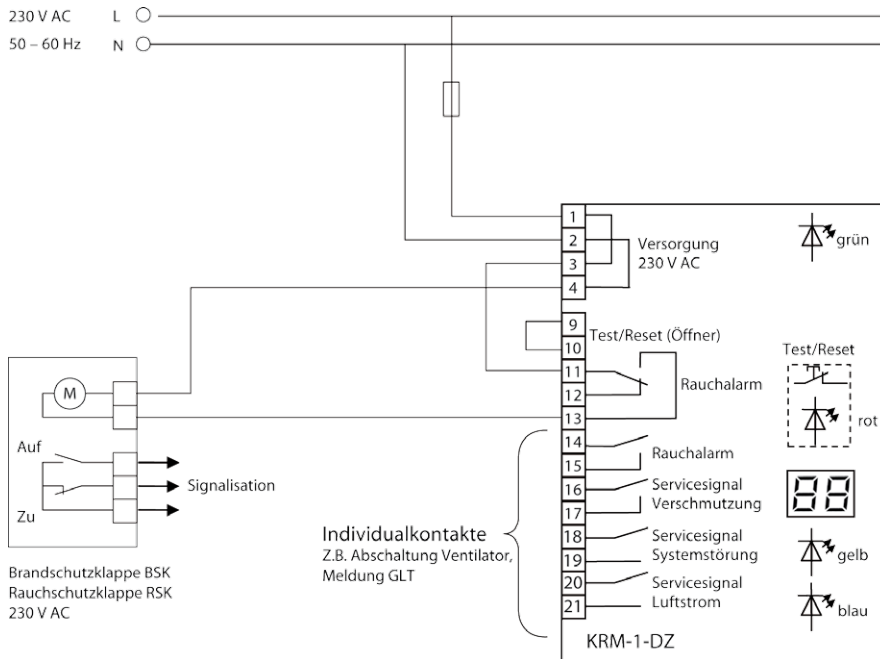 230 V AC L
50 – 60 Hz N
1
2
3
4
Versorgung
230 V AC
grün
9
10
Test/Reset (Öffner)
11
12
13
Rauchalarm
Test/Reset
rot
M
Auf
Zu
Signalisation
14
15
Rauchalarm
16
17
Servicesignal
Verschmutzung
88
18
19
Servicesignal
Systemstörung
gelb
20
21
Servicesignal
Luftstrom
blau
Individualkontakte
Z.B. Abschaltung Ventilator,
Meldung GLT
Brandschutzklappe BSK
Rauchschutzklappe RSK
230 V AC
KRM-1-DZ